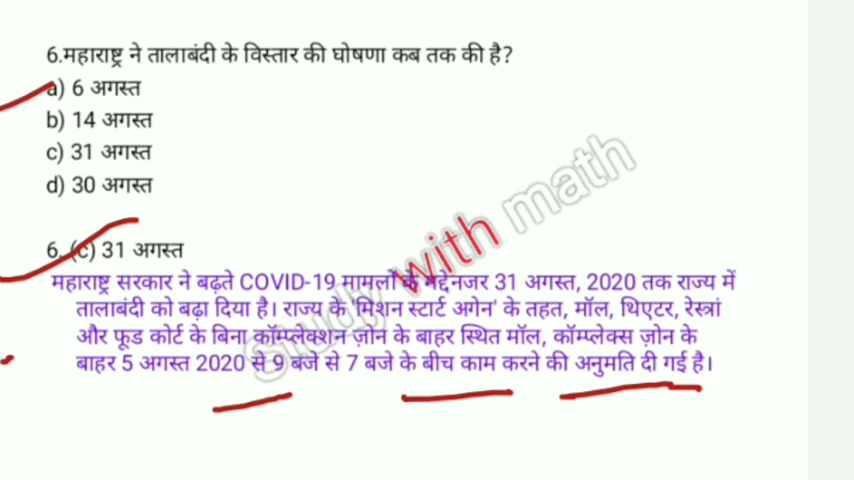 6.महाराष्ट्र ने तालाबंदी के विस्तार की घोषणा कब तक की है?
a) 6 अगस्त
b) 14 अगस्त
c) 31 अगस्त
d) 30 अगस्त
6. (c) 31 अगस्त
महाराष्ट्र सरकार ने बढ़ते COVID-19 मामलों के मद्देनजर 31 अगस्त, 2020 तक राज्य में
तालाबंदी को बढ़ा दिया है। राज्य के 'मिशन स्टार्ट अगेन' के तहत, मॉल, थिएटर, रेस्त्रां
और फूड कोर्ट के बिना कॉम्प्लेक्शन ज़ोन के बाहर स्थित मॉल, कॉम्प्लेक्स ज़ोन के
बाहर 5 अगस्त 2020 से 9 बजे से 7 बजे के बीच काम करने की अनुमति दी गई है।
Study with math